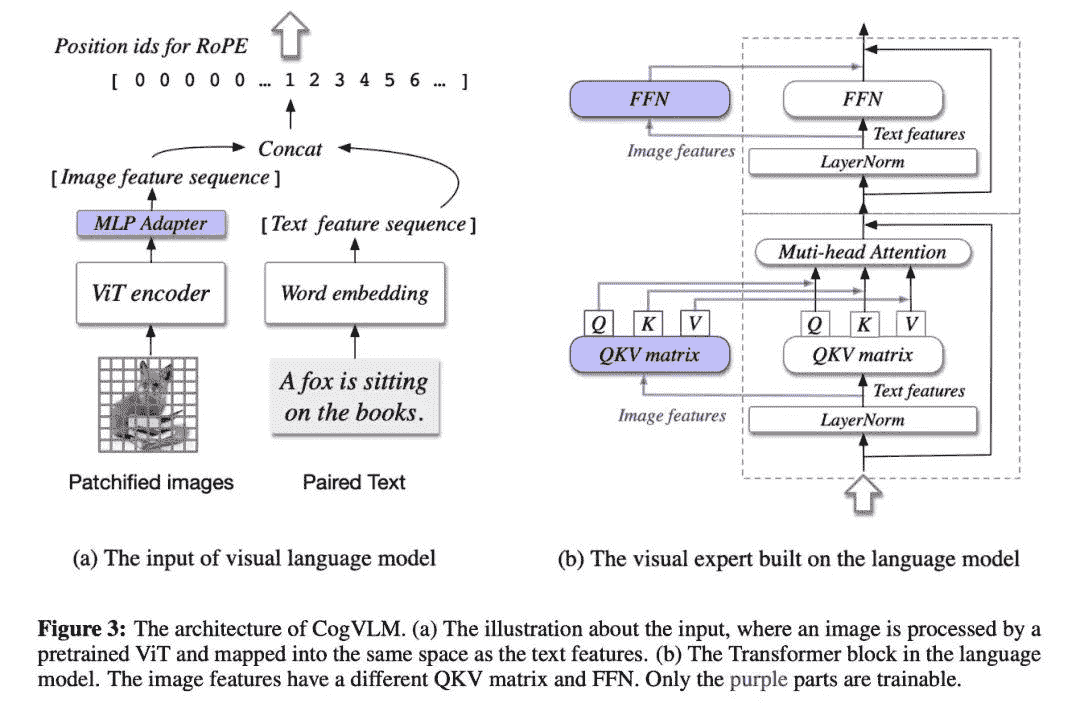 Position ids for RoPE
[ 0 0 0 0 0 … 1 2 3 4 5 6 … ]
Concat
[Image feature sequence]
MLP Adapter
[Text feature sequence]
ViT encoder
Word embedding
A fox is sitting
on the books.
Patchified images
Paired Text
(a) The input of visual language model
FFN
FFN
Text features
Image features
LayerNorm
Muti-head Attention
Q K V
Q K V
QKV matrix
QKV matrix
Text features
Image features
LayerNorm
(b) The visual expert built on the language model
Figure 3: The architecture of CogVLM. (a) The illustration about the input, where an image is processed by a
pretrained ViT and mapped into the same space as the text features. (b) The Transformer block in the language
model. The image features have a different QKV matrix and FFN. Only the purple parts are trainable.